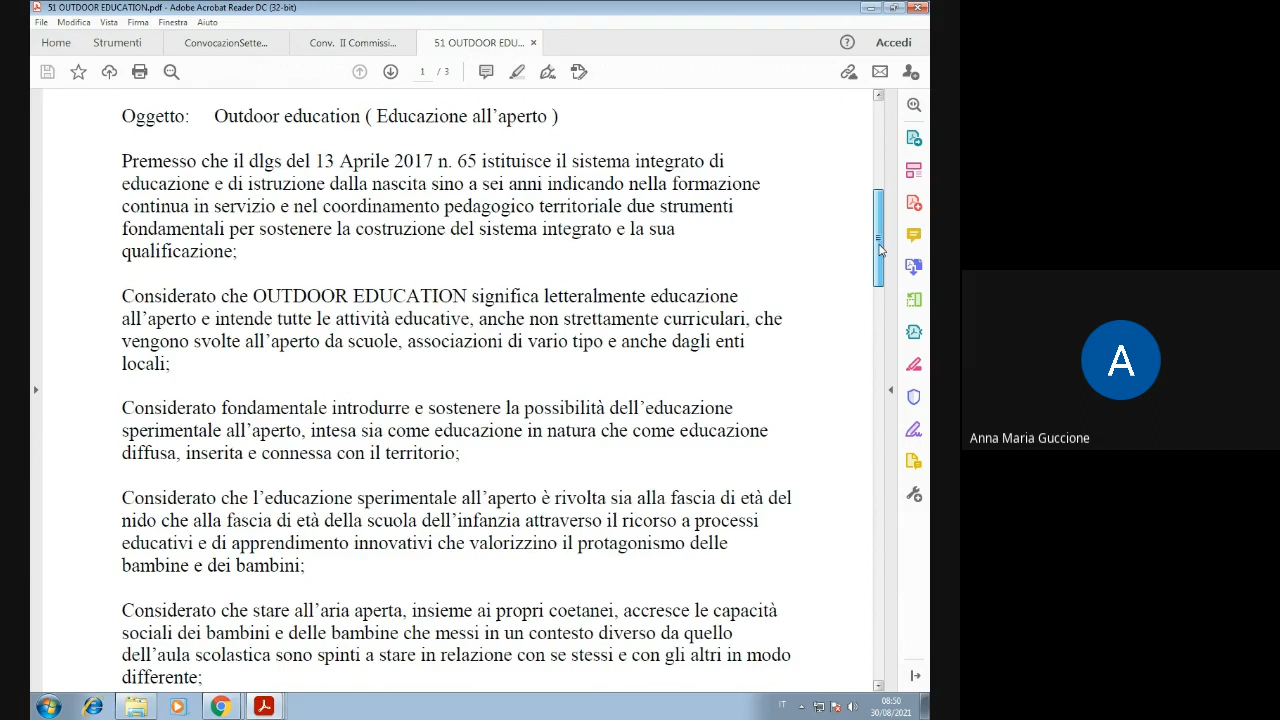 51 OUTDOOR EDUCATION.pdf - Adobe Acrobat Reader DC (32-bit)
File Modifica Vista Firma Finestra Aiuto
Home Strumenti ConvocazioneSette... Conv. II Commissi... 51 OUTDOOR EDU... × Accedi
1 / 3
Oggetto: Outdoor education ( Educazione all’aperto )
Premesso che il dlgs del 13 Aprile 2017 n. 65 istituisce il sistema integrato di
educazione e di istruzione dalla nascita sino a sei anni indicando nella formazione
continua in servizio e nel coordinamento pedagogico territoriale due strumenti
fondamentali per sostenere la costruzione del sistema integrato e la sua
qualificazione;
Considerato che OUTDOOR EDUCATION significa letteralmente educazione
all’aperto e intende tutte le attività educative, anche non strettamente curriculari, che
vengono svolte all’aperto da scuole, associazioni di vario tipo e anche dagli enti
locali;
Considerato fondamentale introdurre e sostenere la possibilità dell’educazione
sperimentale all’aperto, intesa sia come educazione in natura che come educazione
diffusa, inserita e connessa con il territorio;
Considerato che l’educazione sperimentale all’aperto è rivolta sia alla fascia di età del
nido che alla fascia di età della scuola dell’infanzia attraverso il ricorso a processi
educativi e di apprendimento innovativi che valorizzino il protagonismo delle
bambine e dei bambini;
Considerato che stare all’aria aperta, insieme ai propri coetanei, accresce le capacità
sociali dei bambini e delle bambine che messi in un contesto diverso da quello
dell’aula scolastica sono spinti a stare in relazione con se stessi e con gli altri in modo
differente;
A
Anna Maria Guccione
IT 08:50
30/08/2021